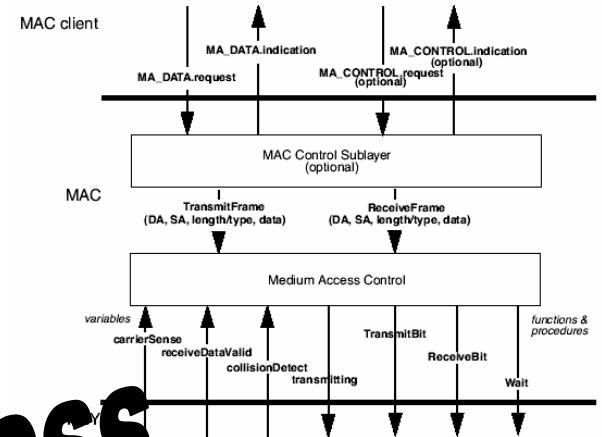 MAC client
MA_DATA.indication
MA_CONTROL.indication
(optional)
MA_DATA.request
MA_CONTROL.request
(optional)
MAC Control Sublayer
(optional)
MAC
TransmitFrame
(DA, SA, length/type, data)
ReceiveFrame
(DA, SA, length/type, data)
Medium Access Control
variables
functions &
procedures
carrierSense
receiveDataValid
collisionDetect
transmitting
TransmitBit
ReceiveBit
Wait